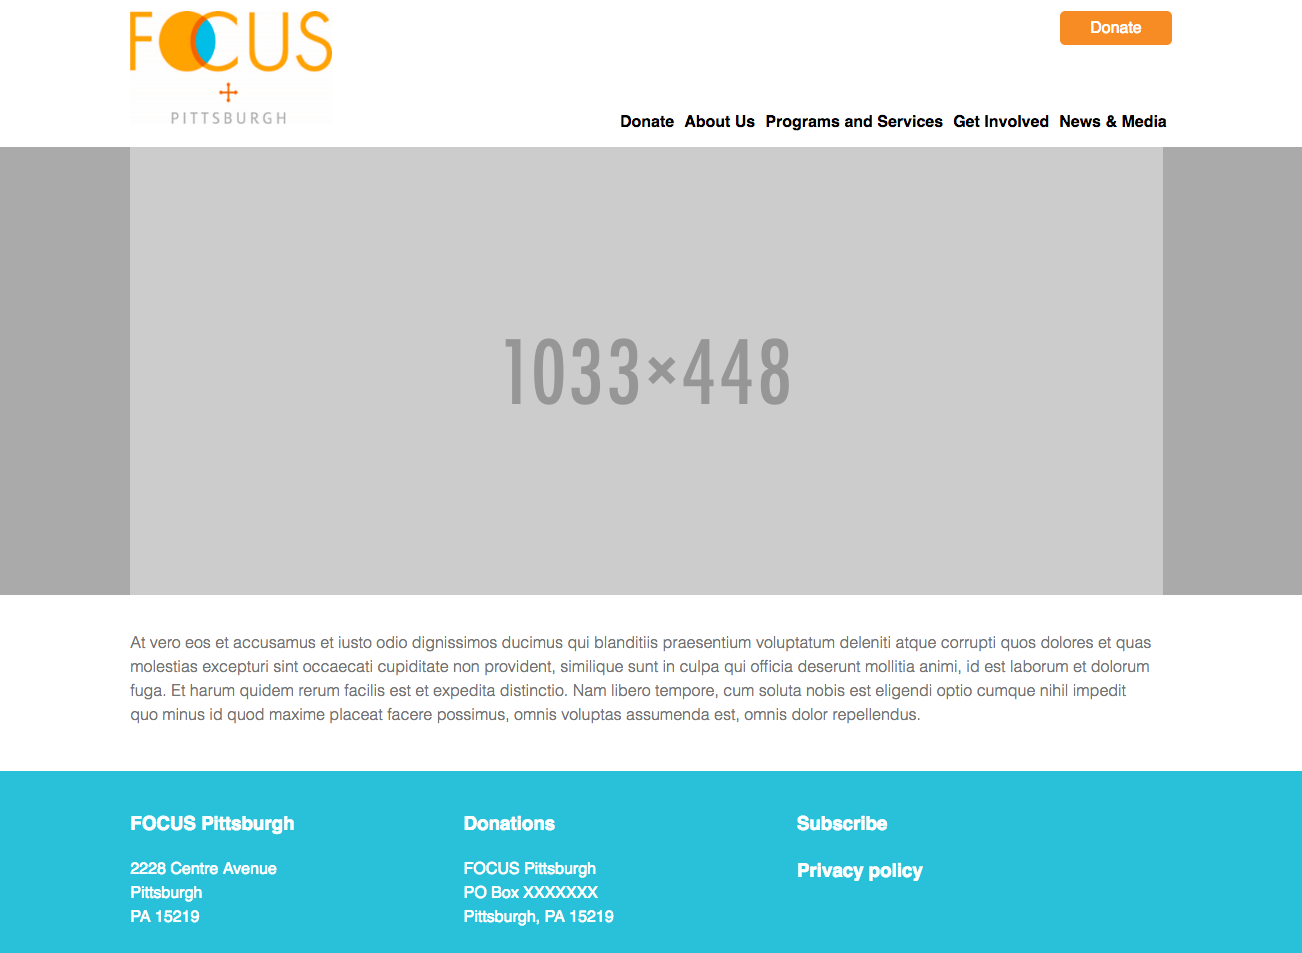 FOCUS
PITTSBURGH
Donate
Donate About Us Programs and Services Get Involved News & Media
1033×448
At vero eos et accusamus et iusto odio dignissimos ducimus qui blanditiis praesentium voluptatum deleniti atque corrupti quos dolores et quas
molestias excepturi sint occaecati cupiditate non provident, similique sunt in culpa qui officia deserunt mollitia animi, id est laborum et dolorum
fuga. Et harum quidem rerum facilis est et expedita distinctio. Nam libero tempore, cum soluta nobis est eligendi optio cumque nihil impedit
quo minus id quod maxime placeat facere possimus, omnis voluptas assumenda est, omnis dolor repellendus.
FOCUS Pittsburgh
2228 Centre Avenue
Pittsburgh
PA 15219
Donations
FOCUS Pittsburgh
PO Box XXXXXXX
Pittsburgh, PA 15219
Subscribe
Privacy policy